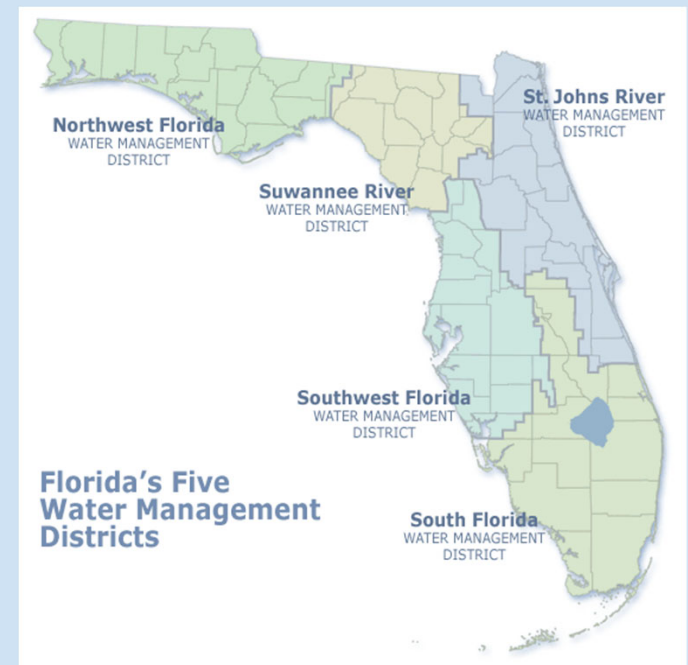 St. Johns River
WATER MANAGEMENT
DISTRICT
Northwest Florida
WATER MANAGEMENT
DISTRICT
Suwannee River
WATER MANAGEMENT
DISTRICT
Southwest Florida
WATER MANAGEMENT
DISTRICT
Florida's Five
Water Management
Districts
South Florida
WATER MANAGEMENT
DISTRICT